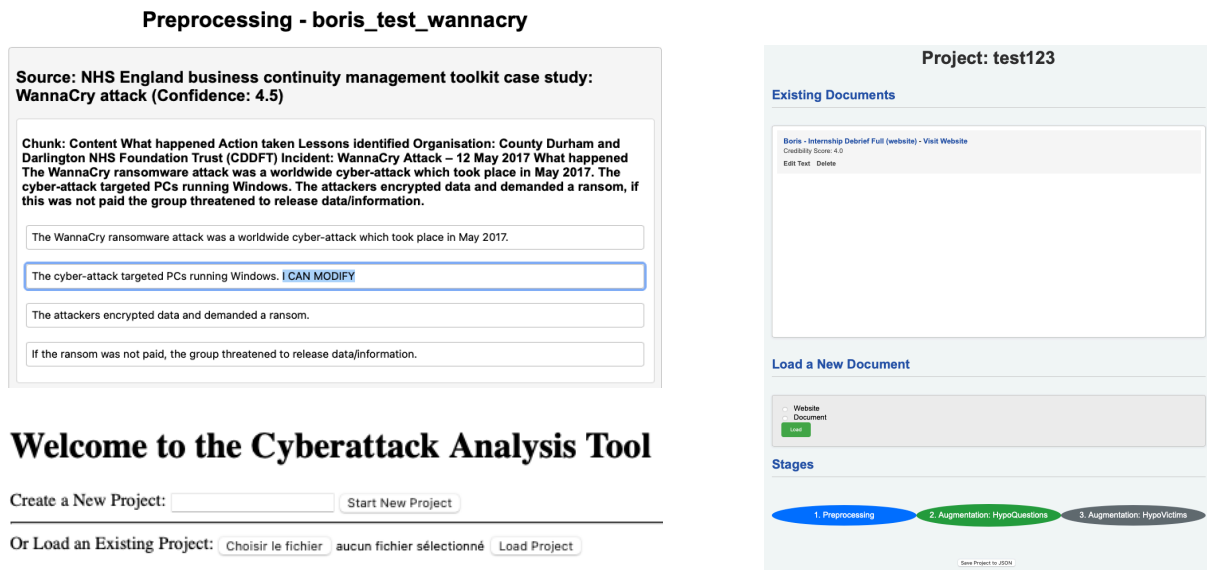 Preprocessing - boris_test_wannacry
Source: NHS England business continuity management toolkit case study:
WannaCry attack (Confidence: 4.5)
Chunk: Content What happened Action taken Lessons identified Organisation: County Durham and
Darlington NHS Foundation Trust (CDDFT) Incident: WannaCry Attack – 12 May 2017 What happened
The WannaCry ransomware attack was a worldwide cyber-attack which took place in May 2017. The
cyber-attack targeted PCs running Windows. The attackers encrypted data and demanded a ransom, if
this was not paid the group threatened to release data/information.
The WannaCry ransomware attack was a worldwide cyber-attack which took place in May 2017.
The cyber-attack targeted PCs running Windows. I CAN MODIFY
The attackers encrypted data and demanded a ransom.
If the ransom was not paid, the group threatened to release data/information.
Welcome to the Cyberattack Analysis Tool
Create a New Project: Start New Project
Or Load an Existing Project: Choisir le fichier aucun fichier sélectionné Load Project
Project: test123
Existing Documents
Boris - Internship Debrief Full (website) - Visit Website
Credibility Score: 4.0
Edit Text Delete
Load a New Document
Website
Document
Load
Stages
1. Preprocessing 2. Augmentation: HypoQuestions 3. Augmentation: HypoVictims
Save Project to JSON